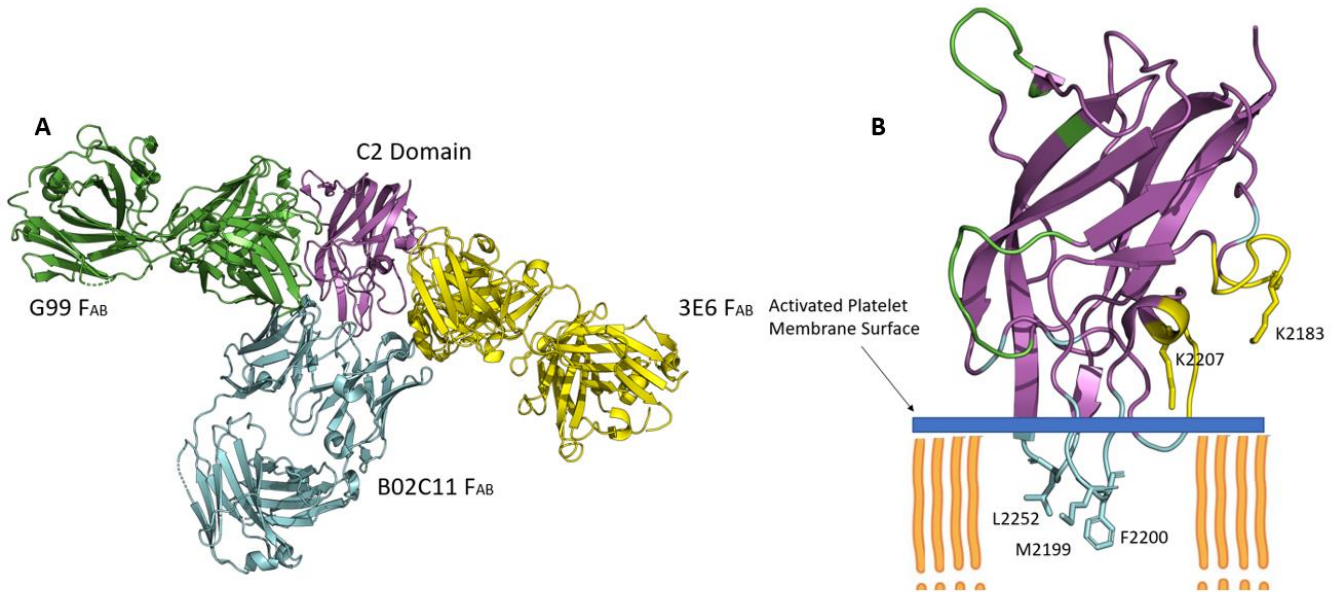 A
C2 Domain
G99 FAB
3E6 FAB
B02C11 FAB
B
Activated Platelet
Membrane Surface
K2183
K2207
L2252
M2199
F2200